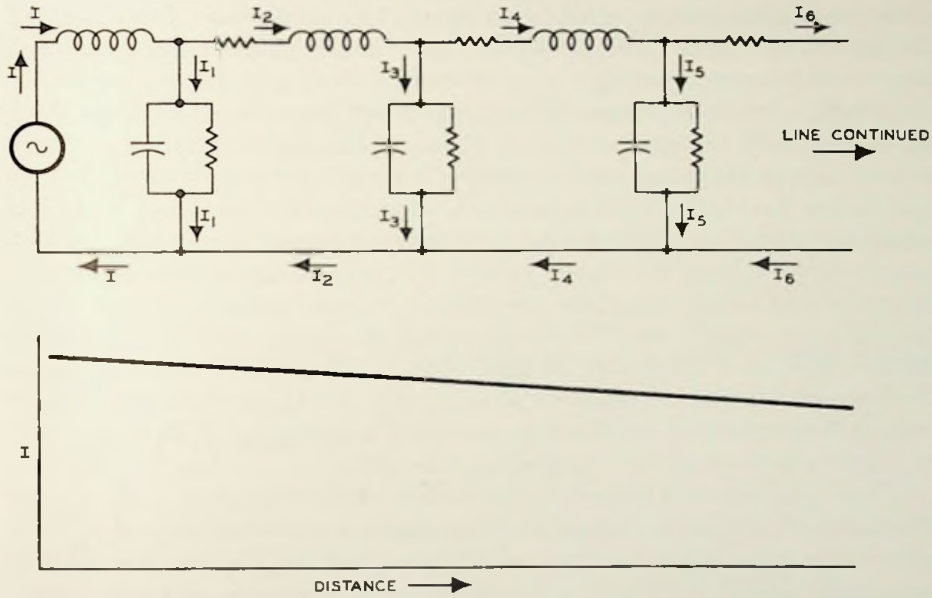 I I₂ I₄ I₆
I I₁ I₃ I₅
LINE CONTINUED
I₁ I₃ I₅
I I₂ I₄ I₆
I
DISTANCE